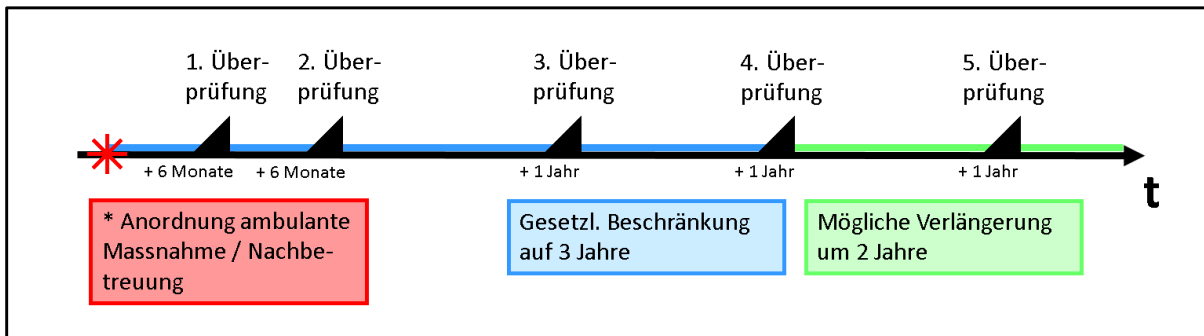 1. Über-
prüfung
2. Über-
prüfung
3. Über-
prüfung
4. Über-
prüfung
5. Über-
prüfung
+ 6 Monate
+ 6 Monate
+ 1 Jahr
+ 1 Jahr
+ 1 Jahr
t
* Anordnung ambulante
Massnahme / Nachbe-
treuung
Gesetzl. Beschränkung
auf 3 Jahre
Mögliche Verlängerung
um 2 Jahre